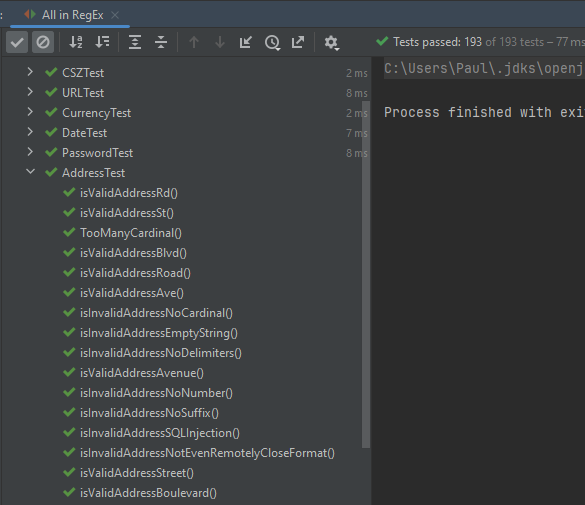 : All in RegEx
Tests passed: 193 of 193 tests – 77 ms
CSZTest 2 ms
URLTest 8 ms
CurrencyTest 2 ms
DateTest 7 ms
PasswordTest 8 ms
AddressTest
isValidAddressRd()
isValidAddressSt()
TooManyCardinal()
isValidAddressBlvd()
isValidAddressRoad()
isValidAddressAve()
isInvalidAddressNoCardinal()
isInvalidAddressEmptyString()
isInvalidAddressNoDelimiters()
isValidAddressAvenue()
isInvalidAddressNoNumber()
isInvalidAddressNoSuffix()
isInvalidAddressSQLInjection()
isInvalidAddressNotEvenRemotelyCloseFormat()
isValidAddressStreet()
isValidAddressBoulevard()
C:\Users\Paul\.jdks\openj
Process finished with exi